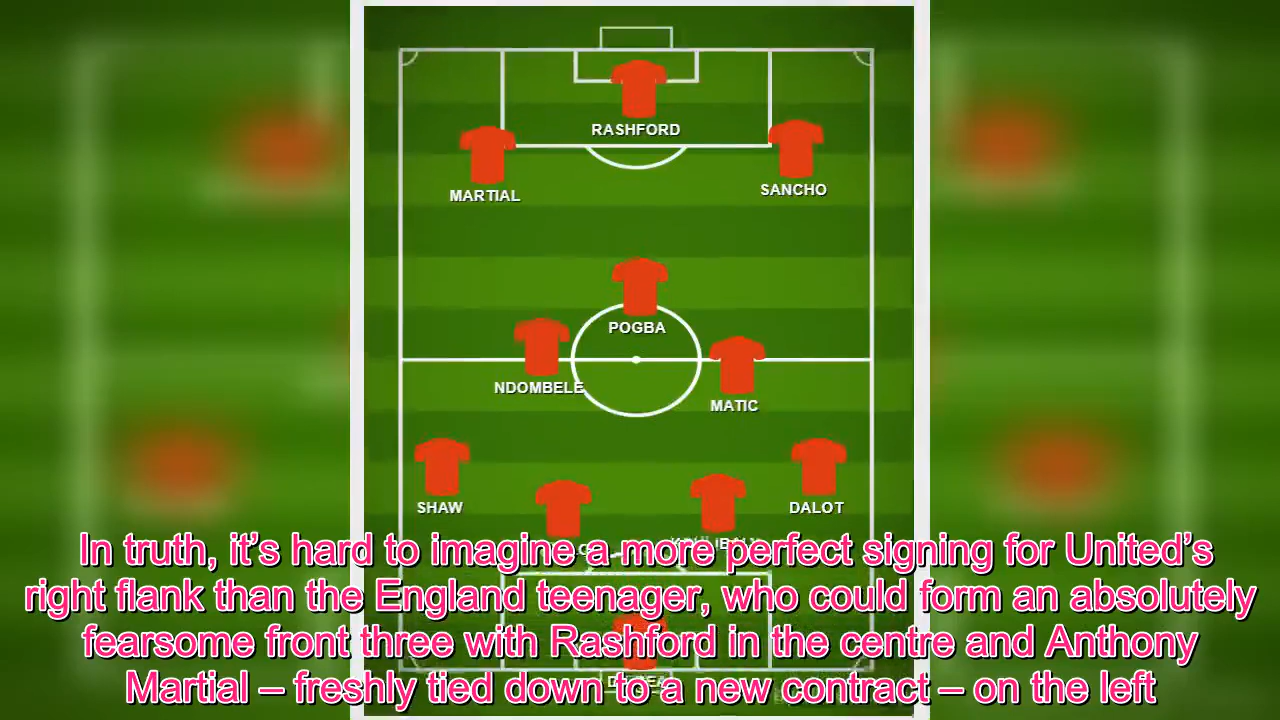 RASHFORD
MARTIAL
SANCHO
POGBA
NDOMBELE
MATIC
SHAW
DALOT
In truth, it’s hard to imagine a more perfect signing for United’s
right flank than the England teenager, who could form an absolutely
fearsome front three with Rashford in the centre and Anthony
Martial – freshly tied down to a new contract – on the left